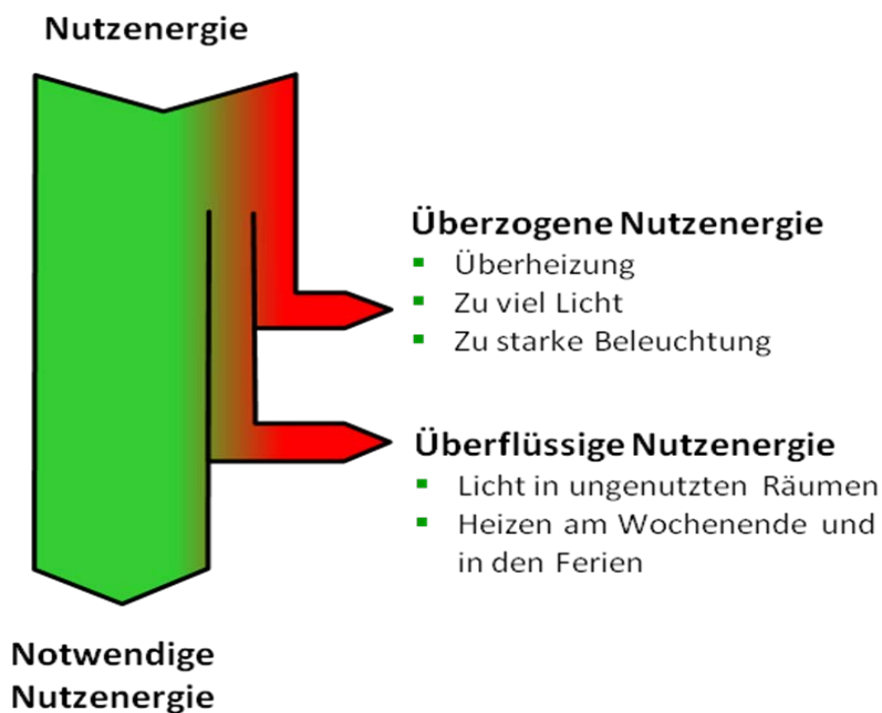 Nutzenergie
Überzogene Nutzenergie
▪ Überheizung
▪ Zu viel Licht
▪ Zu starke Beleuchtung
Überflüssige Nutzenergie
▪ Licht in ungenutzten Räumen
▪ Heizen am Wochenende und
in den Ferien
Notwendige
Nutzenergie